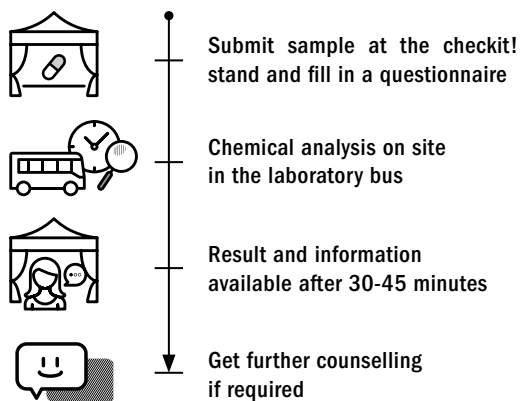 Submit sample at the checkit!
stand and fill in a questionnaire
Chemical analysis on site
in the laboratory bus
Result and information
available after 30-45 minutes
Get further counselling
if required